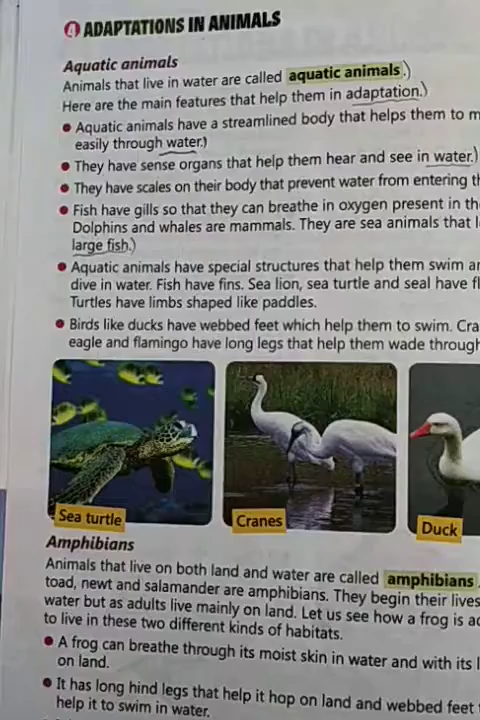 4 ADAPTATIONS IN ANIMALS
Aquatic animals
Animals that live in water are called aquatic animals.)
Here are the main features that help them in adaptation.)
• Aquatic animals have a streamlined body that helps them to m
easily through water.)
• They have sense organs that help them hear and see in water.)
• They have scales on their body that prevent water from entering th
• Fish have gills so that they can breathe in oxygen present in th
Dolphins and whales are mammals. They are sea animals that l
large fish.)
• Aquatic animals have special structures that help them swim an
dive in water. Fish have fins. Sea lion, sea turtle and seal have fl
Turtles have limbs shaped like paddles.
• Birds like ducks have webbed feet which help them to swim. Cra
eagle and flamingo have long legs that help them wade through
Sea turtle
Cranes
Duck
Amphibians
Animals that live on both land and water are called amphibians.
toad, newt and salamander are amphibians. They begin their lives
water but as adults live mainly on land. Let us see how a frog is ad
to live in these two different kinds of habitats.
• A frog can breathe through its moist skin in water and with its l
on land.
• It has long hind legs that help it hop on land and webbed feet
help it to swim in water.